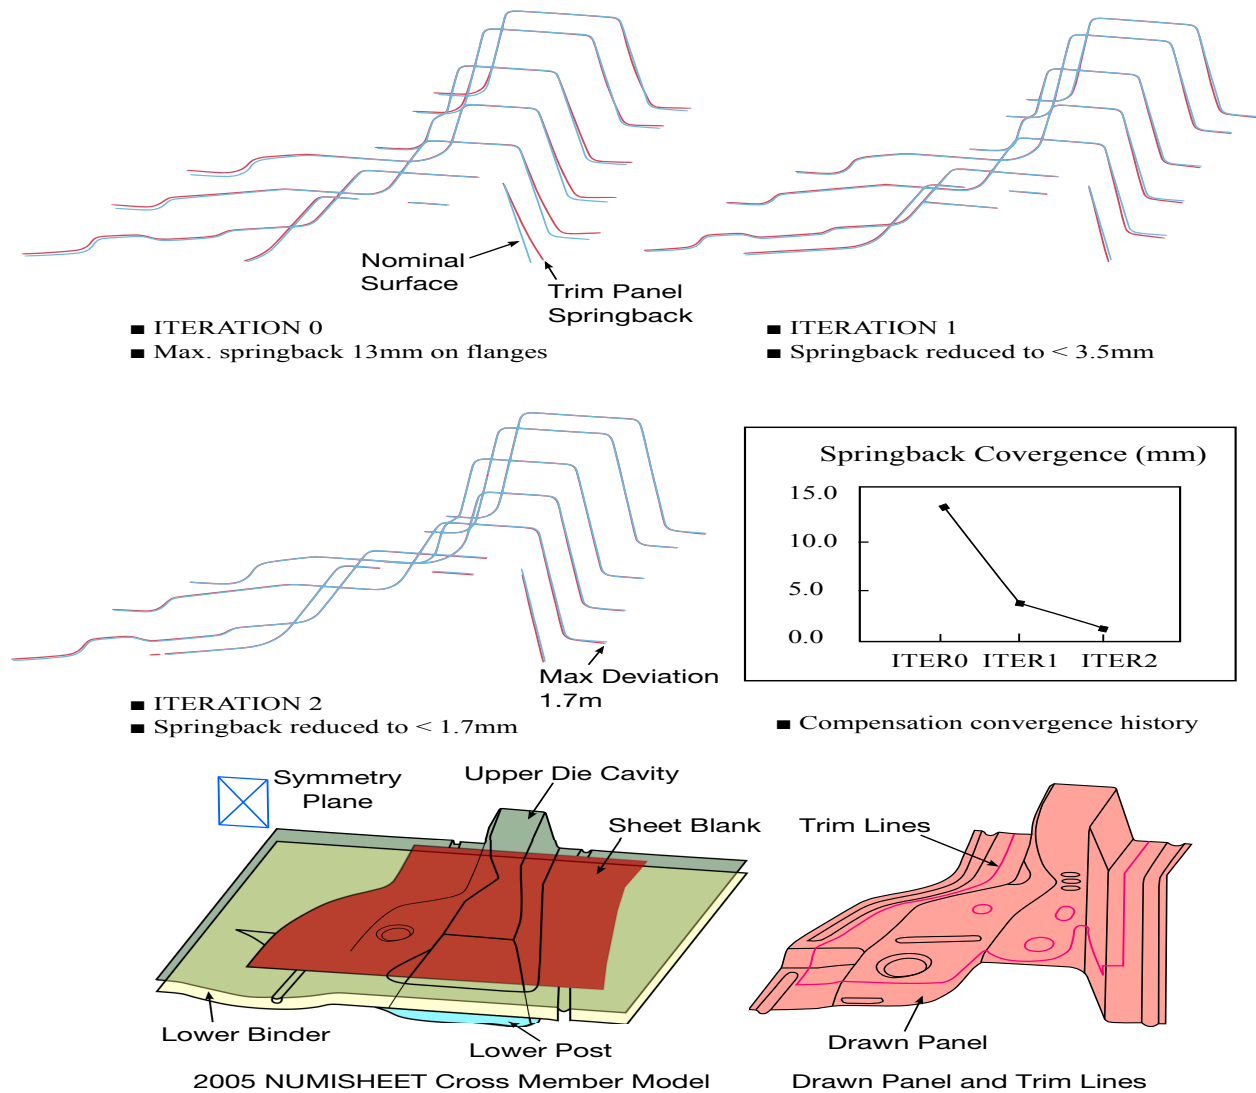 Nominal
Surface
Trim Panel
Springback
■ ITERATION 0
■ Max. springback 13mm on flanges
■ ITERATION 1
■ Springback reduced to < 3.5mm
Max Deviation
1.7m
■ ITERATION 2
■ Springback reduced to < 1.7mm
Springback Covergence (mm)
15.0
10.0
5.0
0.0
ITER0 ITER1 ITER2
■ Compensation convergence history
Symmetry
Plane
Upper Die Cavity
Sheet Blank
Lower Binder
Lower Post
2005 NUMISHEET Cross Member Model
Trim Lines
Drawn Panel
Drawn Panel and Trim Lines